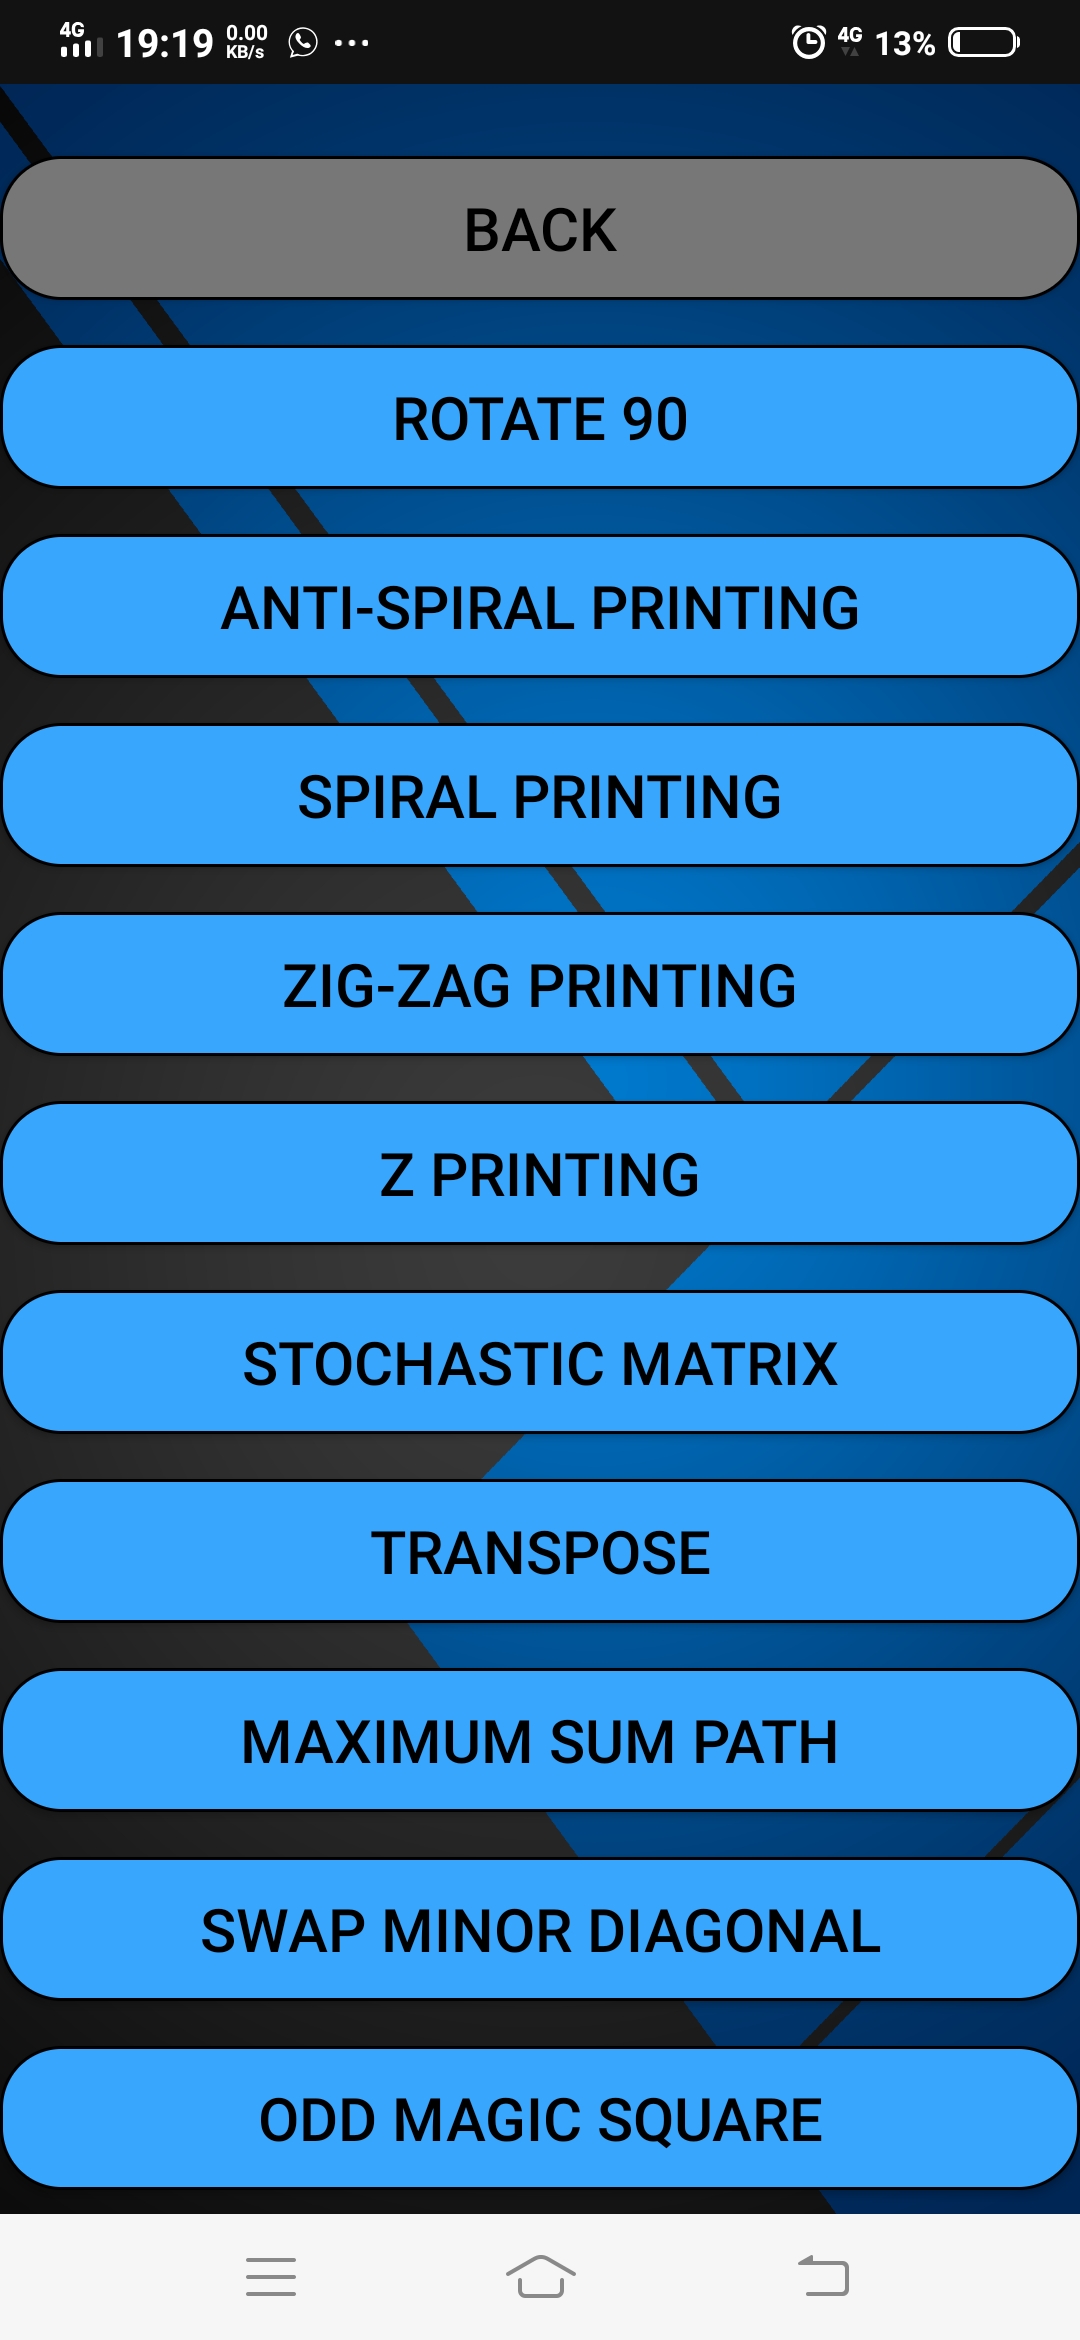 4G 19:19 0.00 KB/s 4G 13%
BACK
ROTATE 90
ANTI-SPIRAL PRINTING
SPIRAL PRINTING
ZIG-ZAG PRINTING
Z PRINTING
STOCHASTIC MATRIX
TRANSPOSE
MAXIMUM SUM PATH
SWAP MINOR DIAGONAL
ODD MAGIC SQUARE